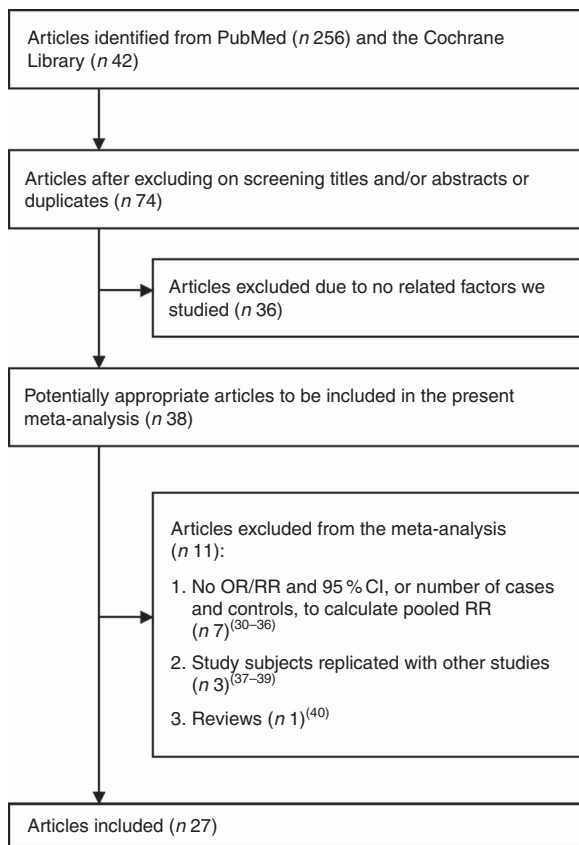 Articles identified from PubMed (n 256) and the Cochrane
Library (n 42)
Articles after excluding on screening titles and/or abstracts or
duplicates (n 74)
Articles excluded due to no related factors we
studied (n 36)
Potentially appropriate articles to be included in the present
meta-analysis (n 38)
Articles excluded from the meta-analysis
(n 11):
1. No OR/RR and 95 % CI, or number of cases
and controls, to calculate pooled RR
(n 7)(30–36)
2. Study subjects replicated with other studies
(n 3)(37–39)
3. Reviews (n 1)(40)
Articles included (n 27)